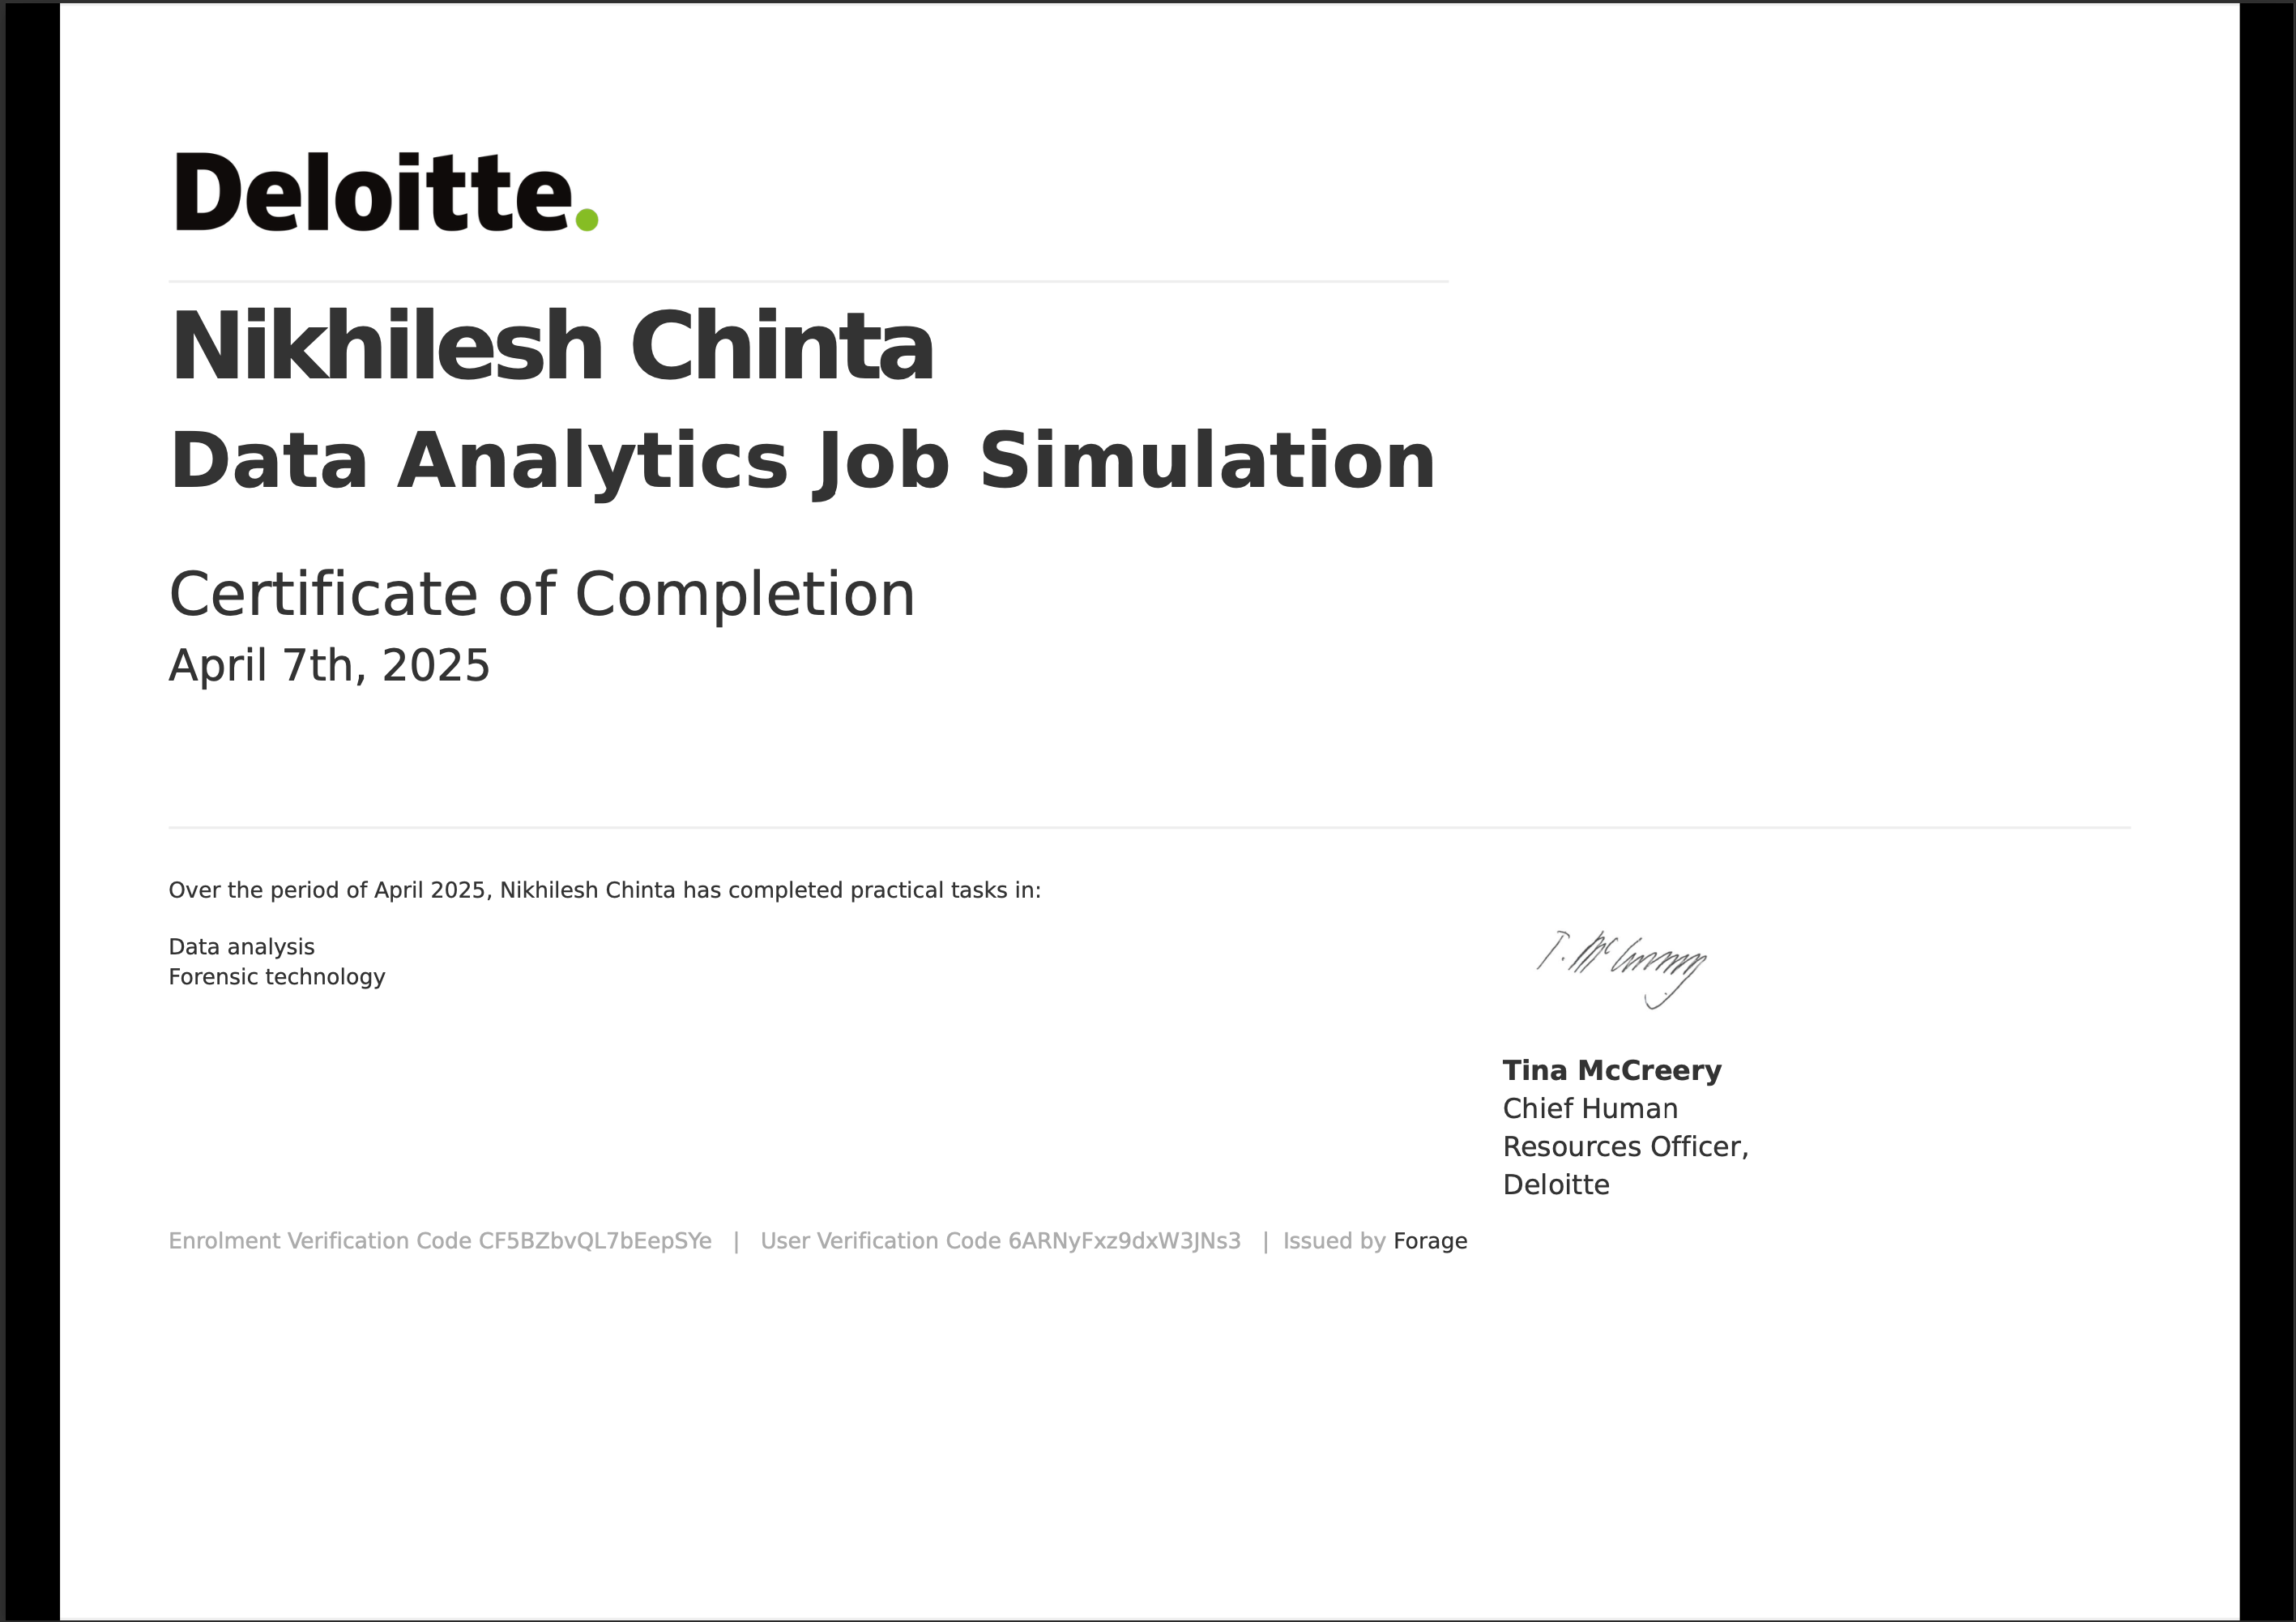 Deloitte.
Nikhilesh Chinta
Data Analytics Job Simulation
Certificate of Completion
April 7th, 2025
Over the period of April 2025, Nikhilesh Chinta has completed practical tasks in:
Data analysis
Forensic technology
T. McCreery
Tina McCreery
Chief Human
Resources Officer,
Deloitte
Enrolment Verification Code CF5BZbvQL7bEepSYe | User Verification Code 6ARNyFxz9dxW3JNs3 | Issued by Forage